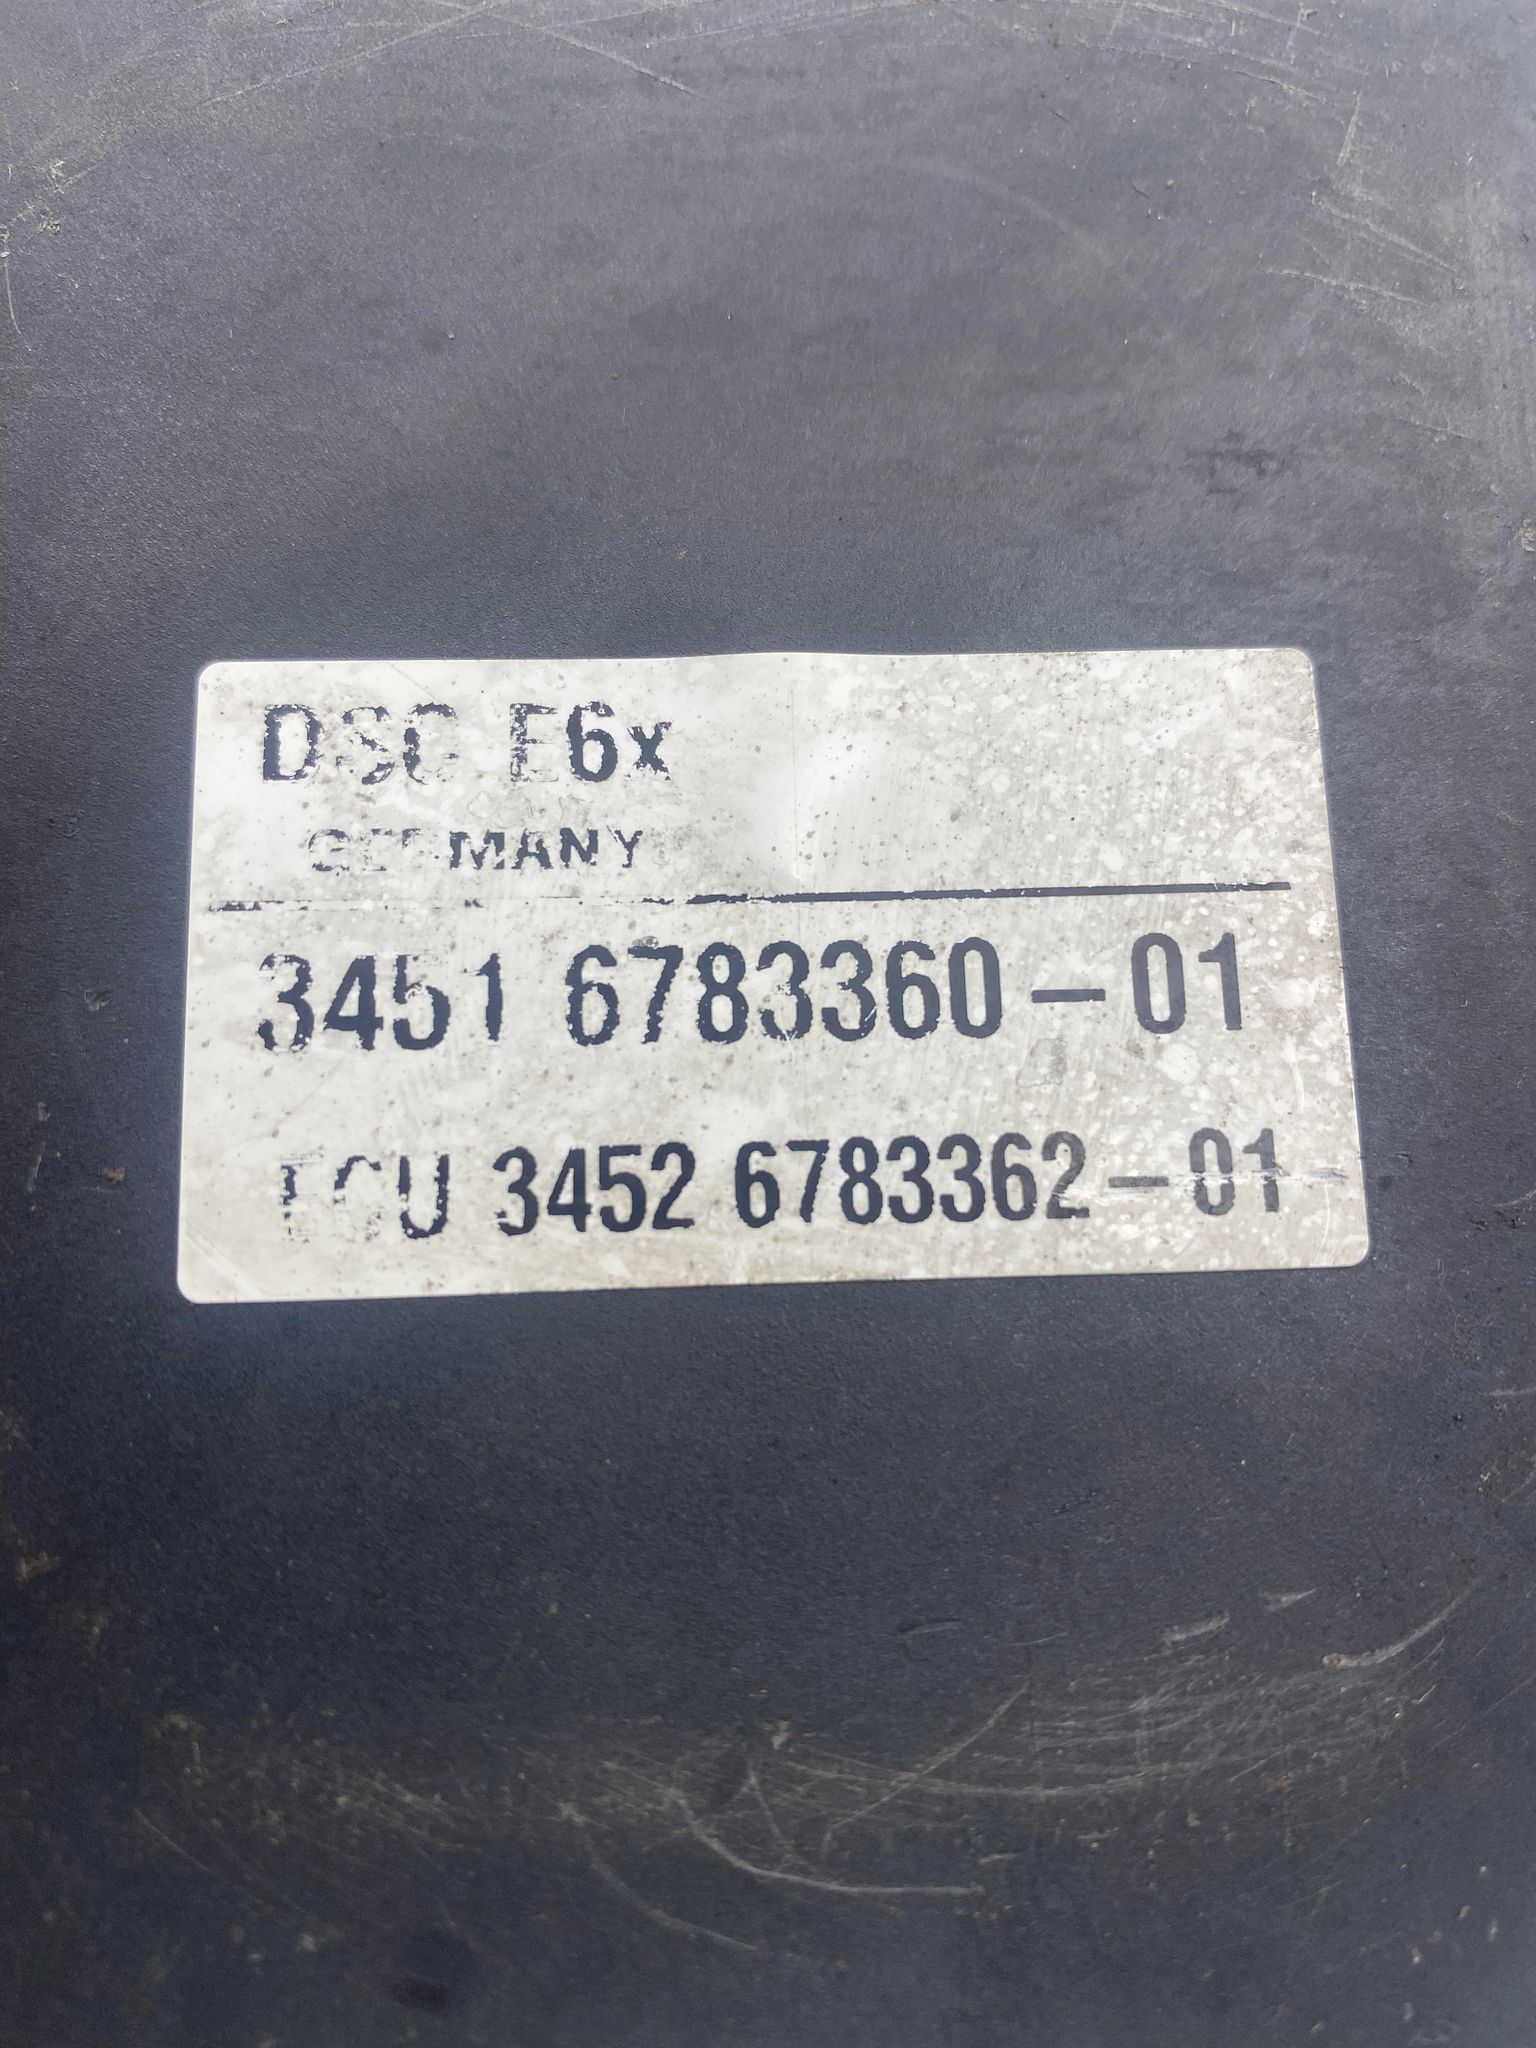 DSC E6x
GERMANY
3451 6783360-01
ECU 3452 6783362-01